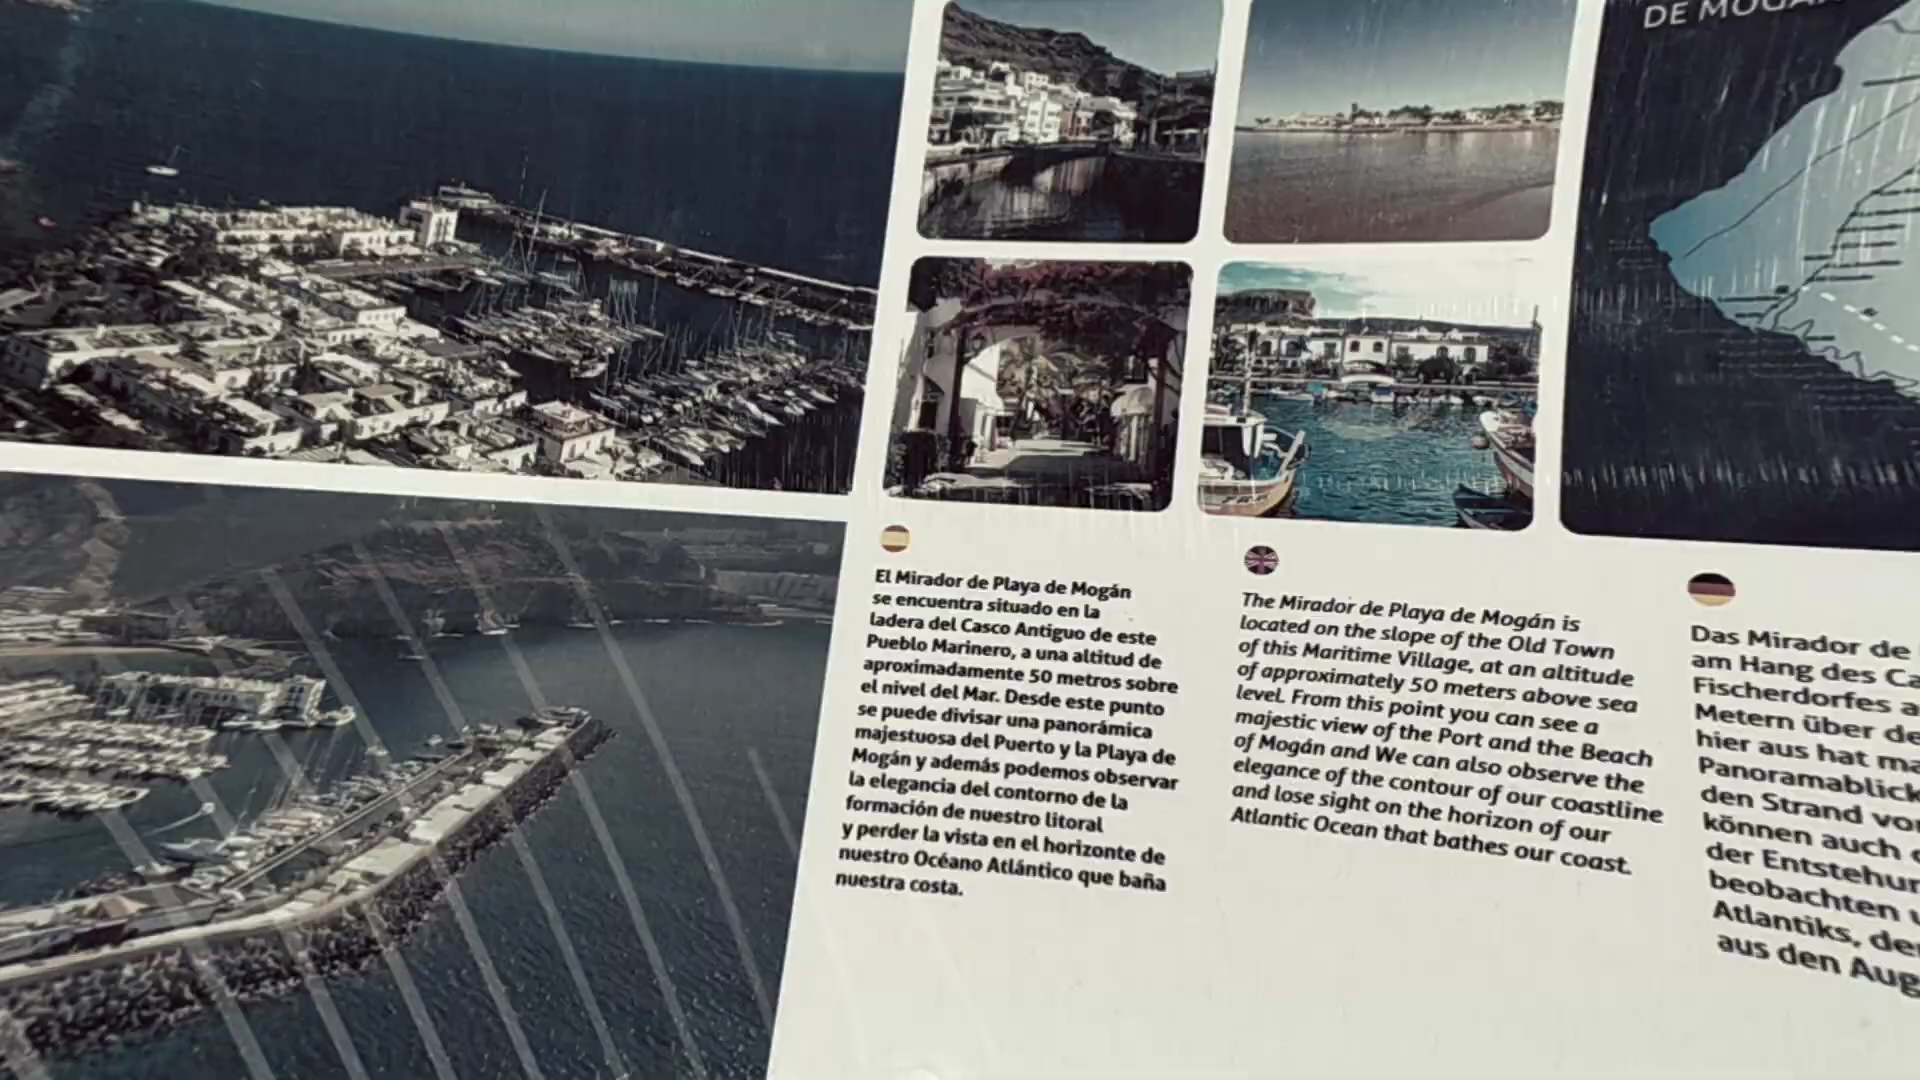 DE MOGÁN
El Mirador de Playa de Mogán
se encuentra situado en la
ladera del Casco Antiguo de este
Pueblo Marinero, a una altitud de
aproximadamente 50 metros sobre
el nivel del Mar. Desde este punto
se puede divisar una panorámica
majestuosa del Puerto y la Playa de
Mogán y además podemos observar
la elegancia del contorno de la
formación de nuestro litoral
y perder la vista en el horizonte de
nuestro Océano Atlántico que baña
nuestra costa.
The Mirador de Playa de Mogán is
located on the slope of the Old Town
of this Maritime Village, at an altitude
of approximately 50 meters above sea
level. From this point you can see a
majestic view of the Port and the Beach
of Mogán and We can also observe the
elegance of the contour of our coastline
and lose sight on the horizon of our
Atlantic Ocean that bathes our coast.
Das Mirador de
am Hang des
Fischerdorfes
Metern über
hier aus hat
Panoramablick
den Strand
können auch
der
beobachten
Atlantiks,
aus den